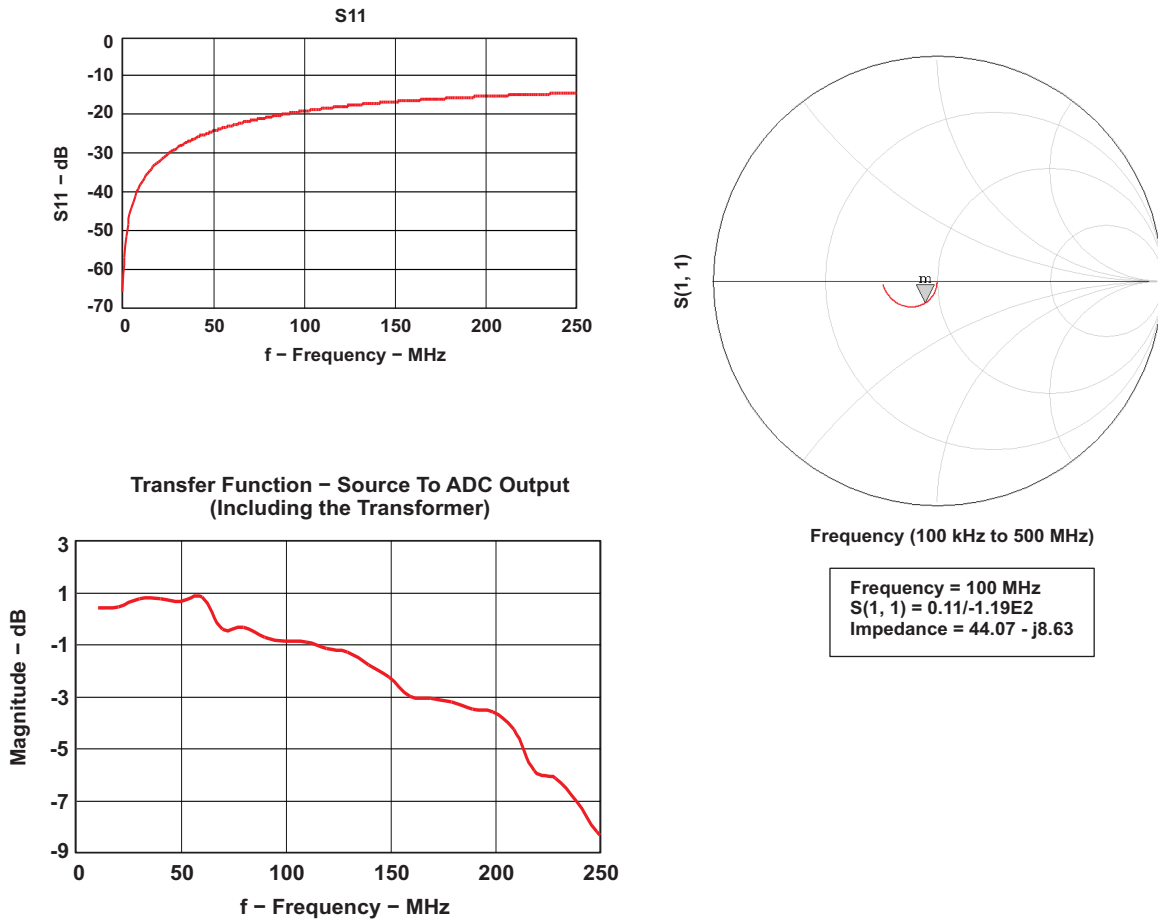 S11
0
-10
-20
-30
-40
-50
-60
-70
S11 – dB
0 50 100 150 200 250
f – Frequency – MHz
S(1, 1)
m
Frequency (100 kHz to 500 MHz)
Frequency = 100 MHz
S(1, 1) = 0.11/-1.19E2
Impedance = 44.07 - j8.63
Transfer Function – Source To ADC Output
(Including the Transformer)
3
1
-1
-3
-5
-7
-9
Magnitude – dB
0 50 100 150 200 250
f – Frequency – MHz